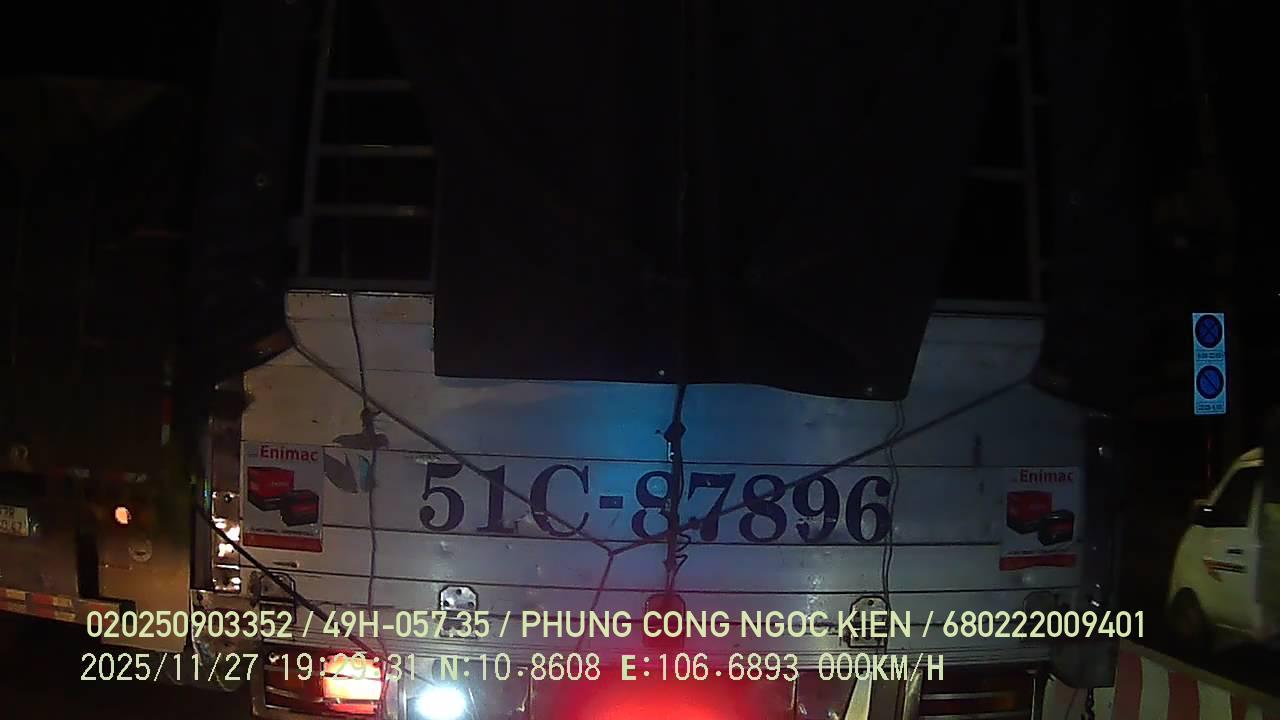 Enimac
Enimac
51C-87896
020250903352 / 49H-057.35 / PHUNG CONG NGOC KIEN / 680222009401
2025/11/27 19:29:31 N:10.8608 E:106.6893 000KM/H